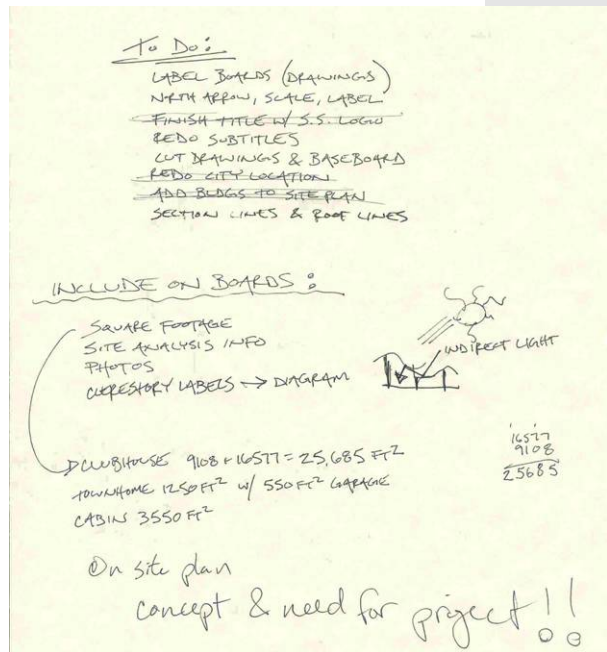 To Do:
LABEL BOARDS (DRAWINGS)
NORTH ARROW, SCALE, LABEL
FINISH TITLE W/ S.S. LOGO
REDO SUBTITLES
CUT DRAWINGS & BASEBOARD
REDO CITY LOCATION
ADD BLDGS TO SITE PLAN
SECTION LINES & ROOF LINES
INCLUDE ON BOARDS:
SQUARE FOOTAGE
SITE ANALYSIS INFO
PHOTOS
CLERESTORY LABELS → DIAGRAM
INDIRECT LIGHT
CLUBHOUSE 9108 + 16577 = 25,685 FT²
TOWNHOME 1250 FT² W/ 550 FT² GARAGE
CABIN 3550 FT²
16577
9108
25685
On site plan
concept & need for project!!